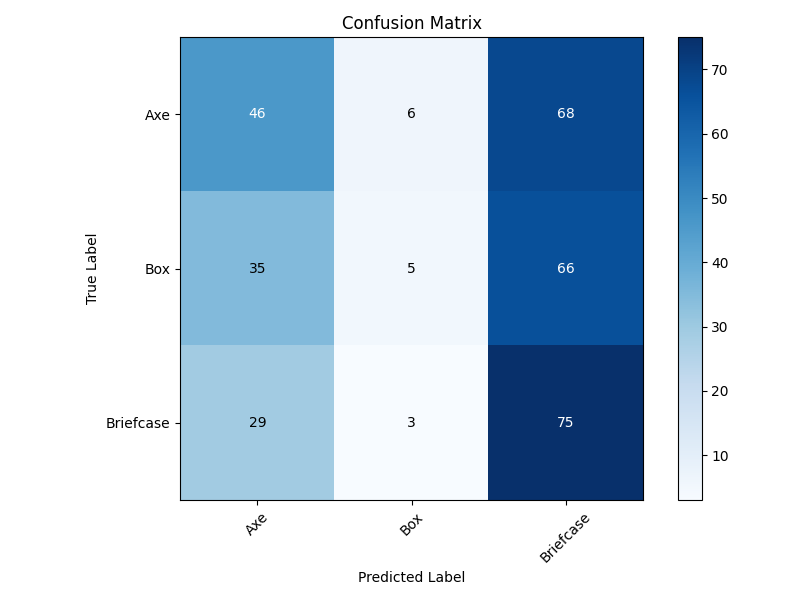 Confusion Matrix
Axe
46
6
68
Box
35
5
66
Briefcase
29
3
75
Axe
Box
Briefcase
Predicted Label
True Label
70
60
50
40
30
20
10